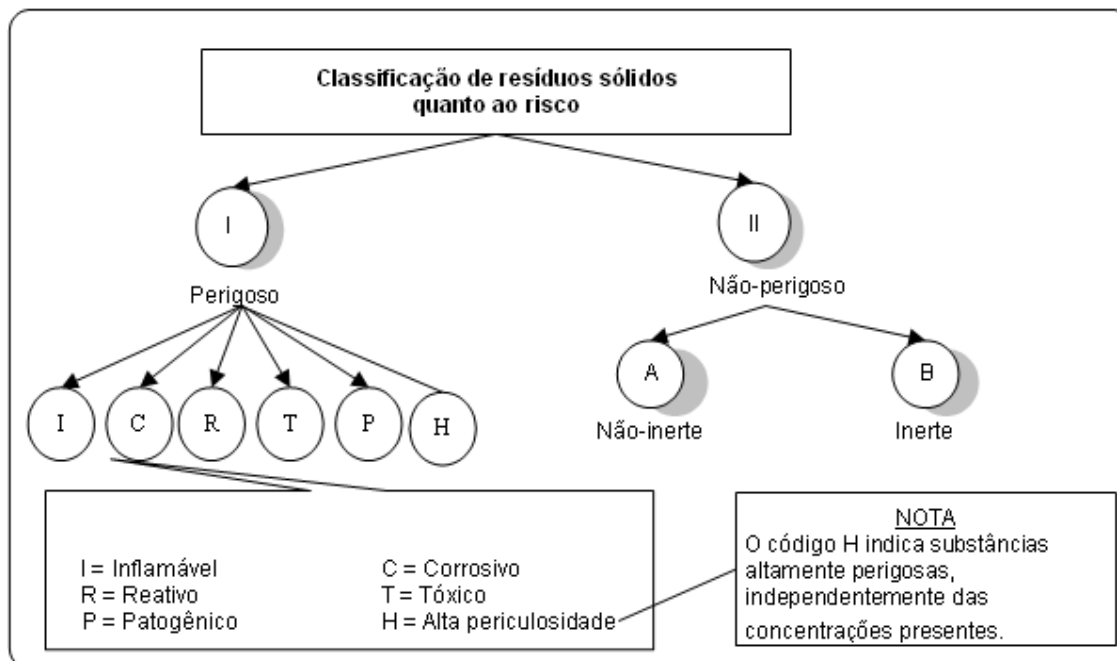 Classificação de resíduos sólidos
quanto ao risco
I
II
Perigoso
Não-perigoso
A
B
Não-inerte
Inerte
I
C
R
T
P
H
I = Inflamável
C = Corrosivo
R = Reativo
T = Tóxico
P = Patogênico
H = Alta periculosidade
NOTA
O código H indica substâncias
altamente perigosas,
independentemente das
concentrações presentes.